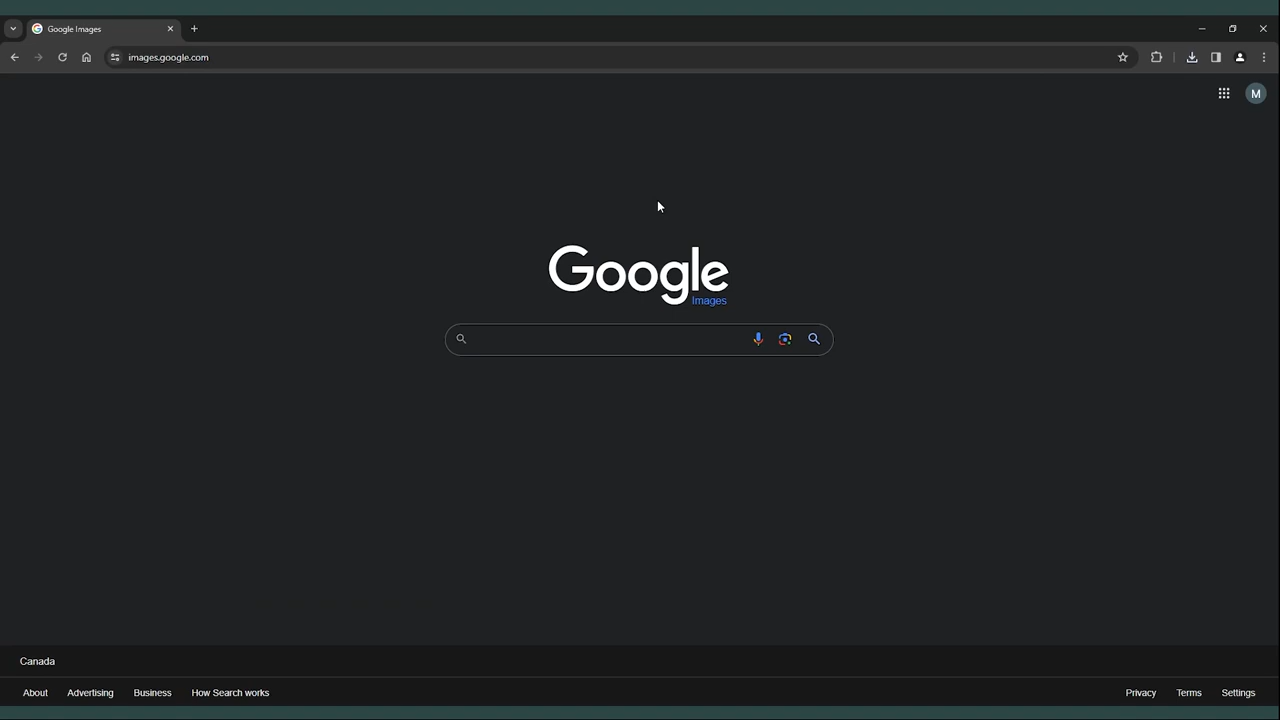 Google Images
images.google.com
M
Google
Images
Canada
About Advertising Business How Search works Privacy Terms Settings